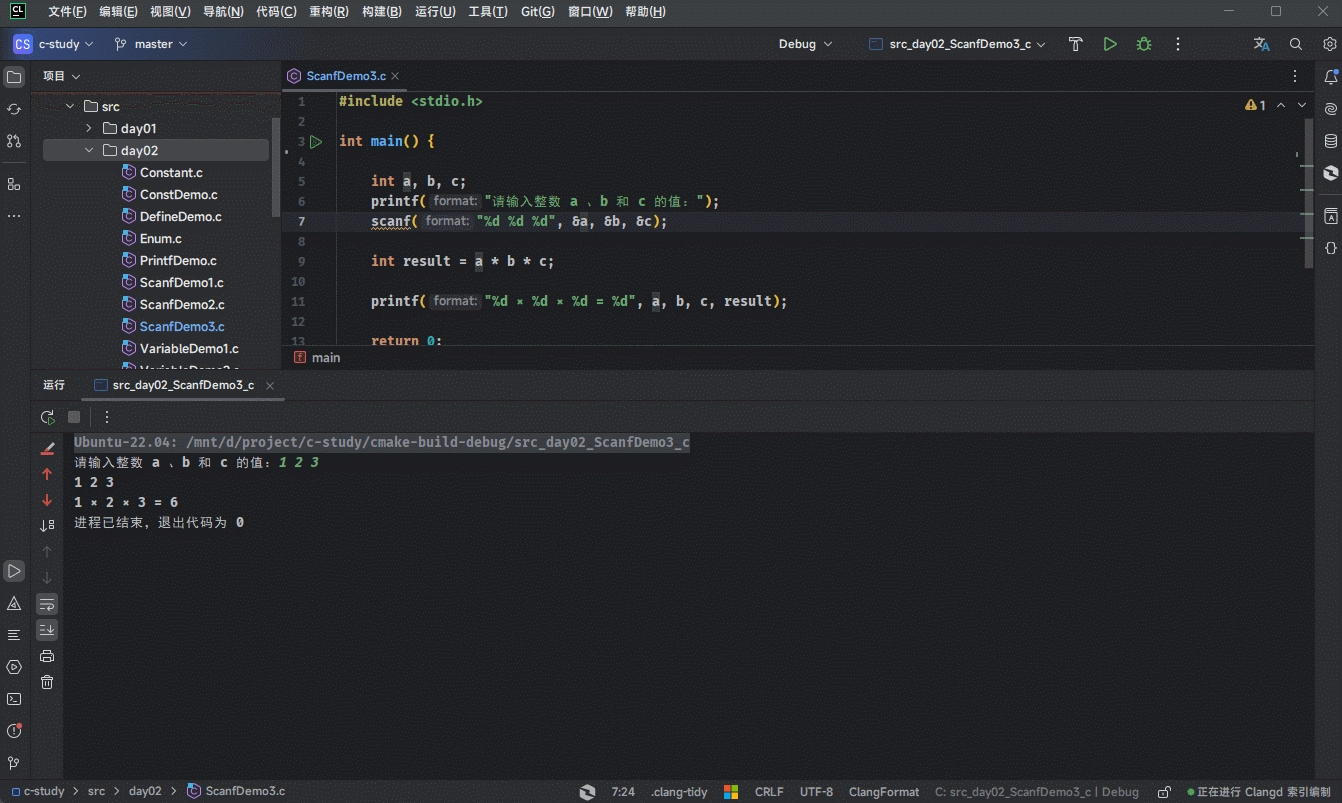 文件(F) 编辑(E) 视图(V) 导航(N) 代码(C) 重构(R) 构建(B) 运行(U) 工具(T) Git(G) 窗口(W) 帮助(H)
CS c-study master Debug src_day02_ScanfDemo3_c
项目
src
day01
day02
Constant.c
ConstDemo.c
DefineDemo.c
Enum.c
PrintfDemo.c
ScanfDemo1.c
ScanfDemo2.c
ScanfDemo3.c
VariableDemo1.c
ScanfDemo3.c
1 #include <stdio.h>
2
3 int main() {
4
5 int a, b, c;
6 printf( format: "请输入整数 a 、b 和 c 的值: ");
7 scanf( format: "%d %d %d", &a, &b, &c);
8
9 int result = a * b * c;
10
11 printf( format: "%d × %d × %d = %d", a, b, c, result);
12
13 return 0;
1
main
运行 src_day02_ScanfDemo3_c
Ubuntu-22.04: /mnt/d/project/c-study/cmake-build-debug/src_day02_ScanfDemo3_c
请输入整数 a 、b 和 c 的值: 1 2 3
1 2 3
1 × 2 × 3 = 6
进程已结束，退出代码为 0
c-study > src > day02 > ScanfDemo3.c 7:24 .clang-tidy CRLF UTF-8 ClangFormat C: src_day02_ScanfDemo3_c | Debug 正在进行 Clangd 索引编制